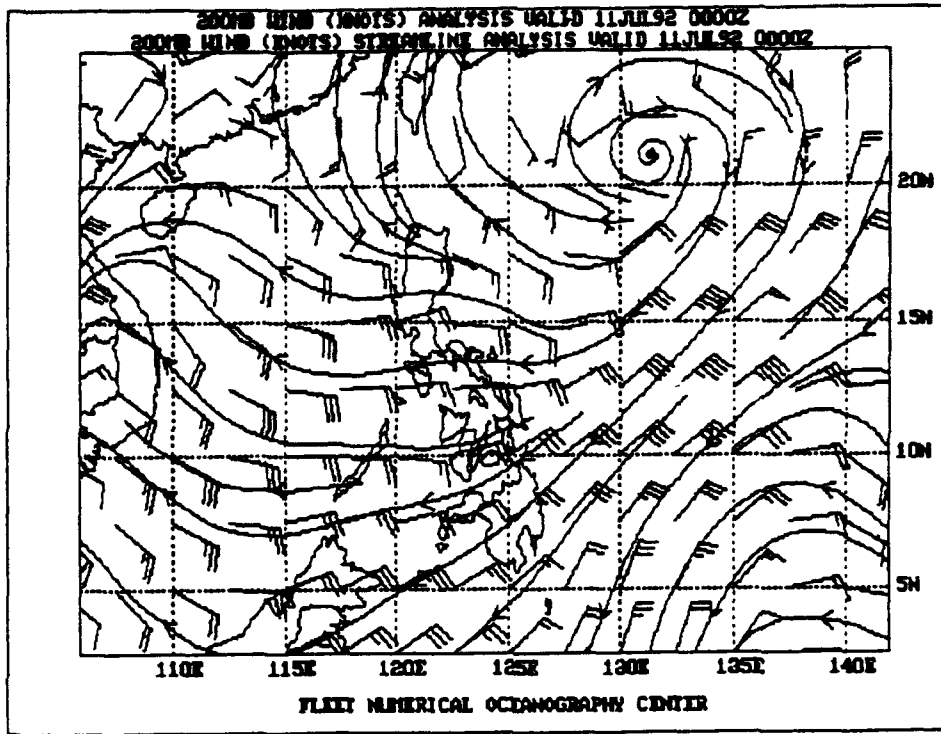 200MB WIND (KNOTS) ANALYSIS VALID 11JUL92 0000Z
200MB WIND (KNOTS) STREAMLINE ANALYSIS VALID 11JUL92 0000Z
20N
15N
10N
5N
110E 115E 120E 125E 130E 135E 140E
FLEET NUMERICAL OCEANOGRAPHY CENTER